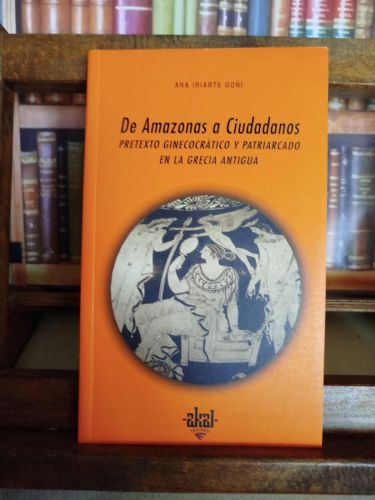 ANA IRIARTE GOÑI
De Amazonas a Ciudadanos
PRETEXTO GINECOCRÁTICO Y PATRIARCADO
EN LA GRECIA ANTIGUA
-akal-